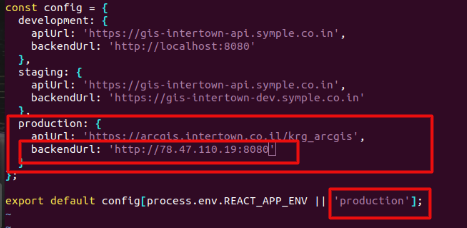 const config = {
development: {
apiUrl: 'https://gis-intertown-api.symple.co.in',
backendUrl: 'http://localhost:8080'
},
staging: {
apiUrl: 'https://gis-intertown-api.symple.co.in',
backendUrl: 'https://gis-intertown-dev.symple.co.in'
},
production: {
apiUrl: 'https://arcgis.intertown.co.il/krg_arcgis',
backendUrl: 'http://78.47.110.19:8080'
}
};
export default config[process.env.REACT_APP_ENV || 'production'];
~
~